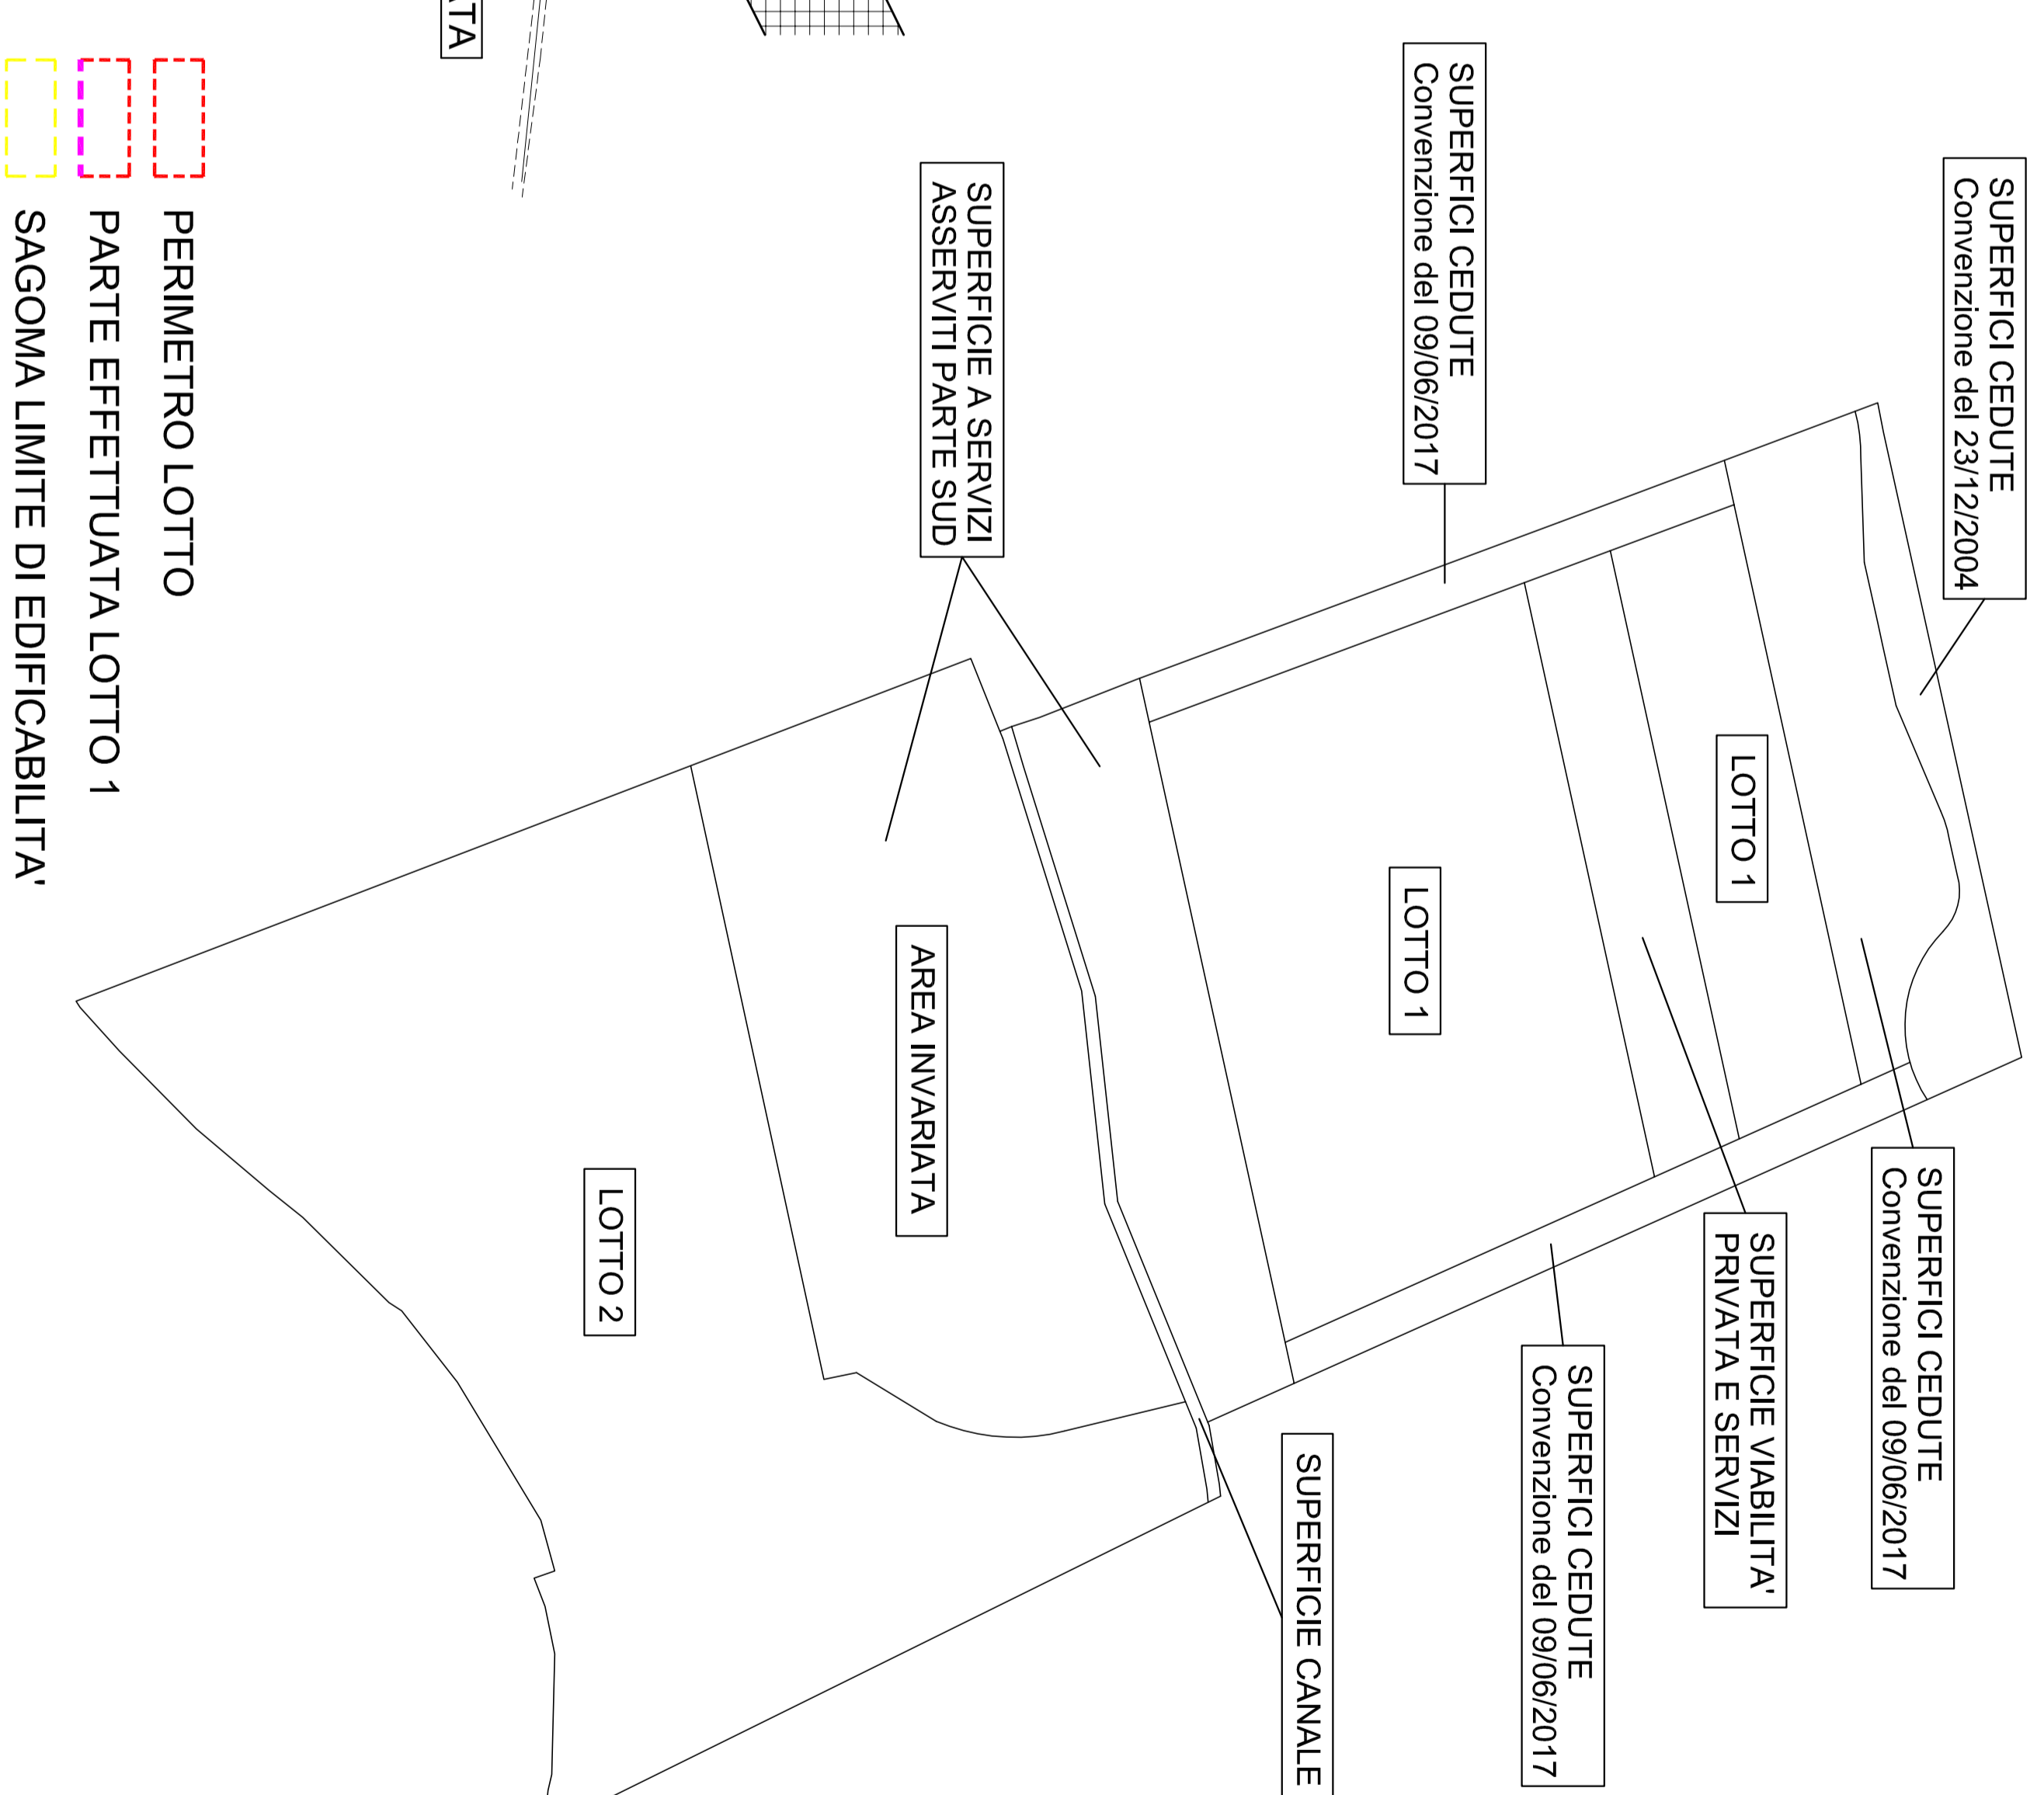 SUPERFICI CEDUTE
Convenzione del 23/12/2004
SUPERFICI CEDUTE
Convenzione del 09/06/2017
SUPERFICIE A SERVIZI
ASSERVITI PARTE SUD
LOTTO 1
LOTTO 1
AREA INVARIATA
LOTTO 2
SUPERFICI CEDUTE
Convenzione del 09/06/2017
SUPERFICIE VIABILITA'
PRIVATA E SERVIZI
SUPERFICI CEDUTE
Convenzione del 09/06/2017
SUPERFICIE CANALE
ATA
PERIMETRO LOTTO
PARTE EFFETTUATA LOTTO 1
SAGOMA LIMITE DI EDIFICABILITA'